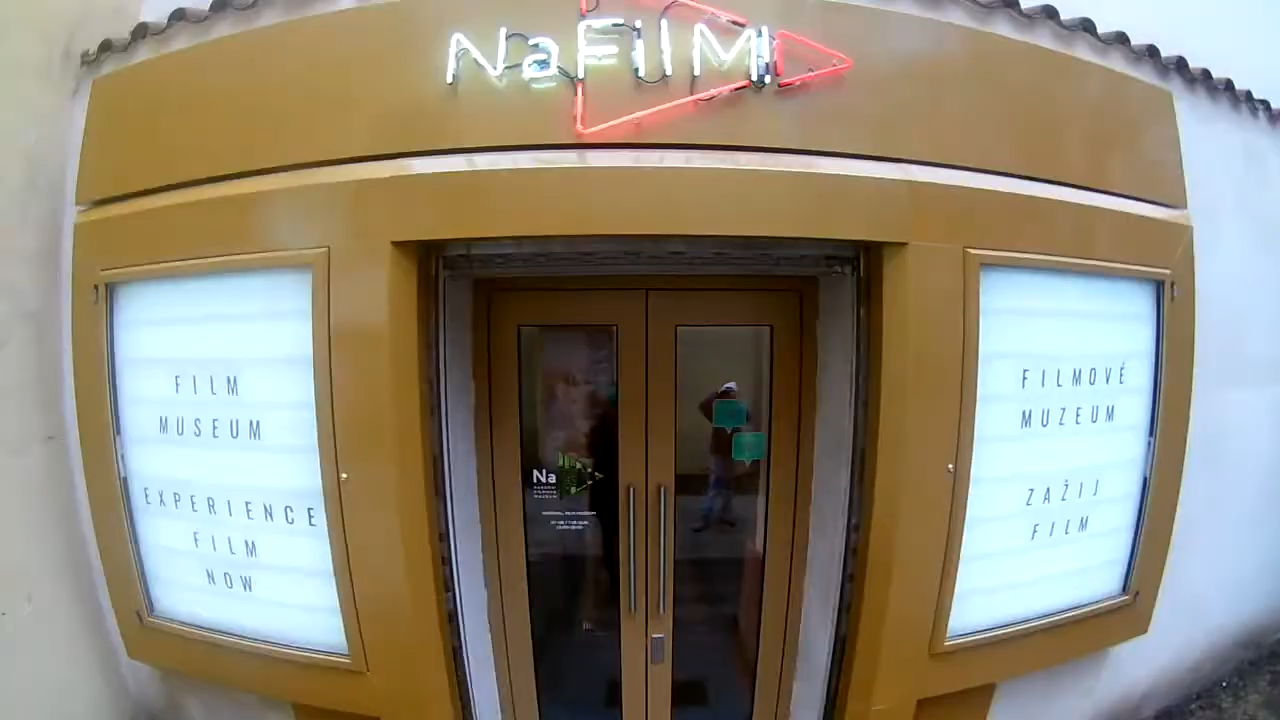 NaFilM
FILM
MUSEUM
EXPERIENCE
FILM
NOW
FILMOVÉ
MUZEUM
ZAŽIJ
FILM
Na